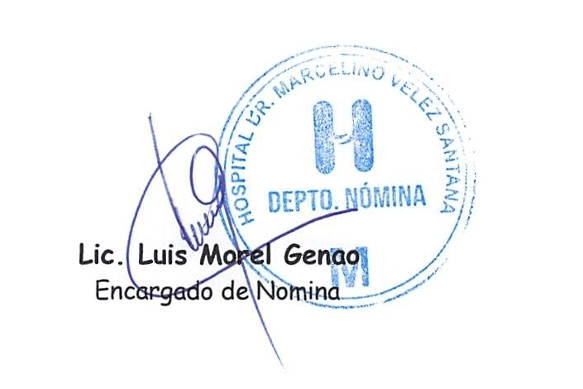 HOSPITAL DR. MARCELINO VELEZ SANTANA
H
DEPTO. NÓMINA
M
Lic. Luis Morel Genao
Encargado de Nomina